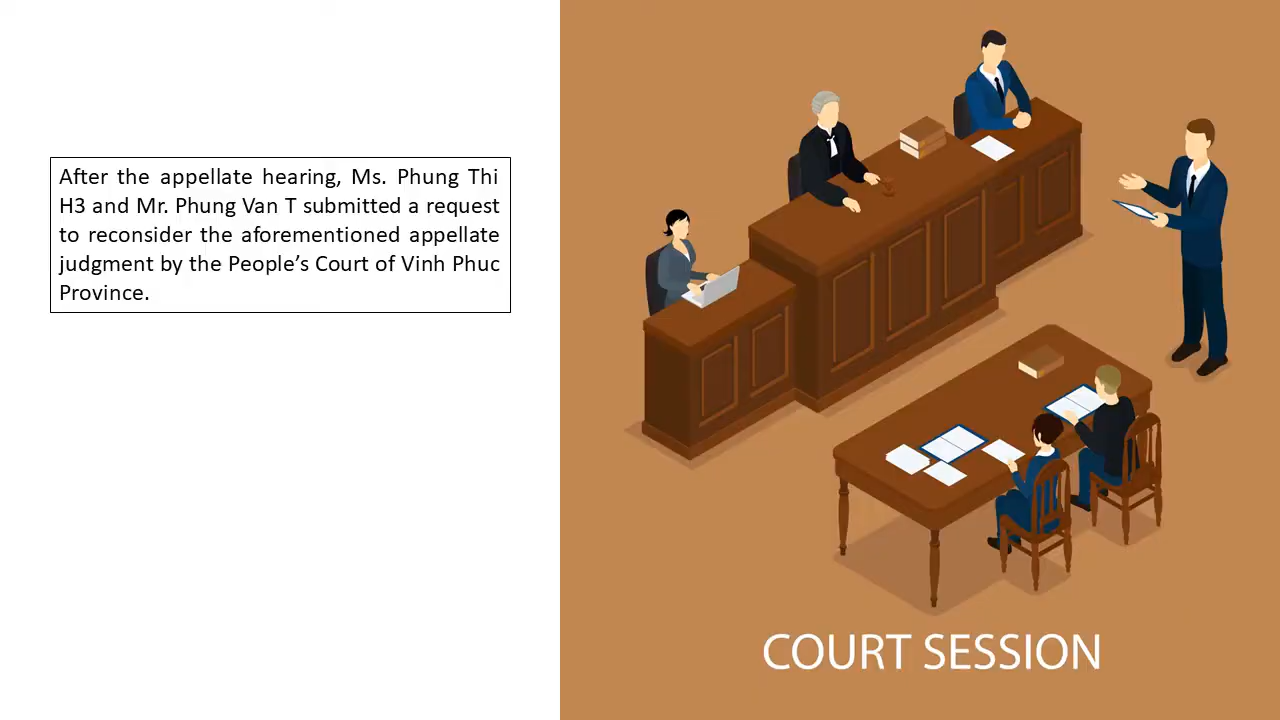 After the appellate hearing, Ms. Phung Thi
H3 and Mr. Phung Van T submitted a request
to reconsider the aforementioned appellate
judgment by the People’s Court of Vinh Phuc
Province.
COURT SESSION